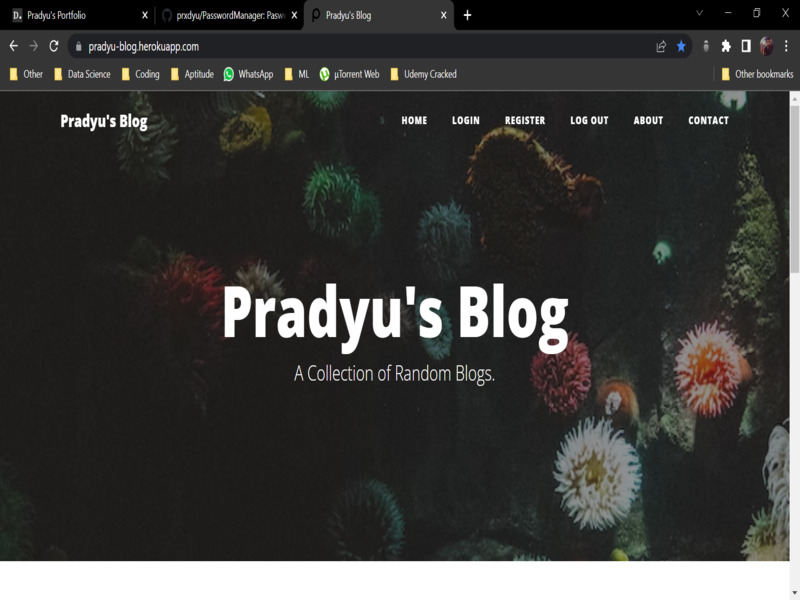 D. Pradyu's Portfolio
prxdyu/PasswordManager: Pasw
Pradyu's Blog
pradyu-blog.herokuapp.com
Other Data Science Coding Aptitude WhatsApp ML µTorrent Web Udemy Cracked Other bookmarks
Pradyu's Blog HOME LOGIN REGISTER LOG OUT ABOUT CONTACT
Pradyu's Blog
A Collection of Random Blogs.